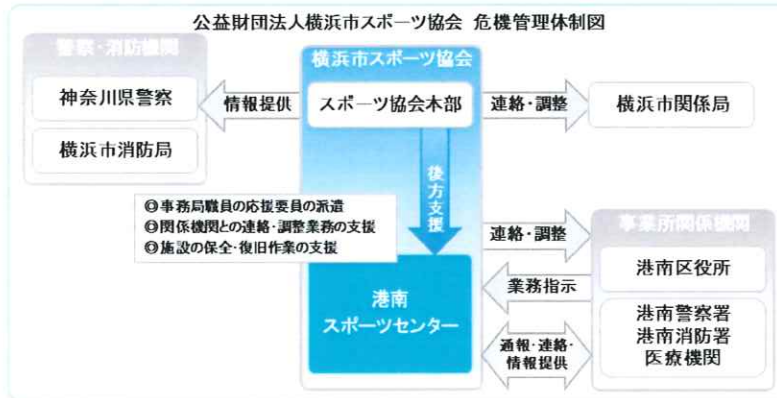 公益財団法人横浜市スポーツ協会 危機管理体制図
警察・消防機関
神奈川県警察
横浜市消防局
情報提供
横浜市スポーツ協会
スポーツ協会本部
連絡・調整
横浜市関係局
後方支援
❶事務局職員の応援要員の派遣
❷関係機関との連絡・調整業務の支援
❸施設の保全・復旧作業の支援
港南
スポーツセンター
連絡・調整
業務指示
通報・連絡・
情報提供
事業所関係機関
港南区役所
港南警察署
港南消防署
医療機関